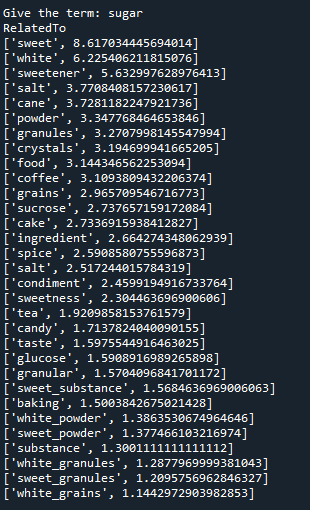 Give the term: sugar
RelatedTo
['sweet', 8.617034445694014]
['white', 6.225406211815076]
['sweetener', 5.632997628976413]
['salt', 3.7708408157230617]
['cane', 3.7281182247921736]
['powder', 3.347768464653846]
['granules', 3.2707998145547994]
['crystals', 3.194699941665205]
['food', 3.144346562253094]
['coffee', 3.1093809432206374]
['grains', 2.965709546716773]
['sucrose', 2.737657159172084]
['cake', 2.7336915938412827]
['ingredient', 2.664274348062939]
['spice', 2.5908580755596873]
['salt', 2.517244015784319]
['condiment', 2.4599194916733764]
['sweetness', 2.304463696900606]
['tea', 1.9209858153761579]
['candy', 1.7137824040090155]
['taste', 1.5975544916463025]
['glucose', 1.5908916989265898]
['granular', 1.5704096841701172]
['sweet_substance', 1.5684636969006063]
['baking', 1.5003842675021428]
['white_powder', 1.3863530674964646]
['sweet_powder', 1.377466103216974]
['substance', 1.3001111111111112]
['white_granules', 1.2877969999381043]
['sweet_granules', 1.2095756962846327]
['white_grains', 1.1442972903982853]